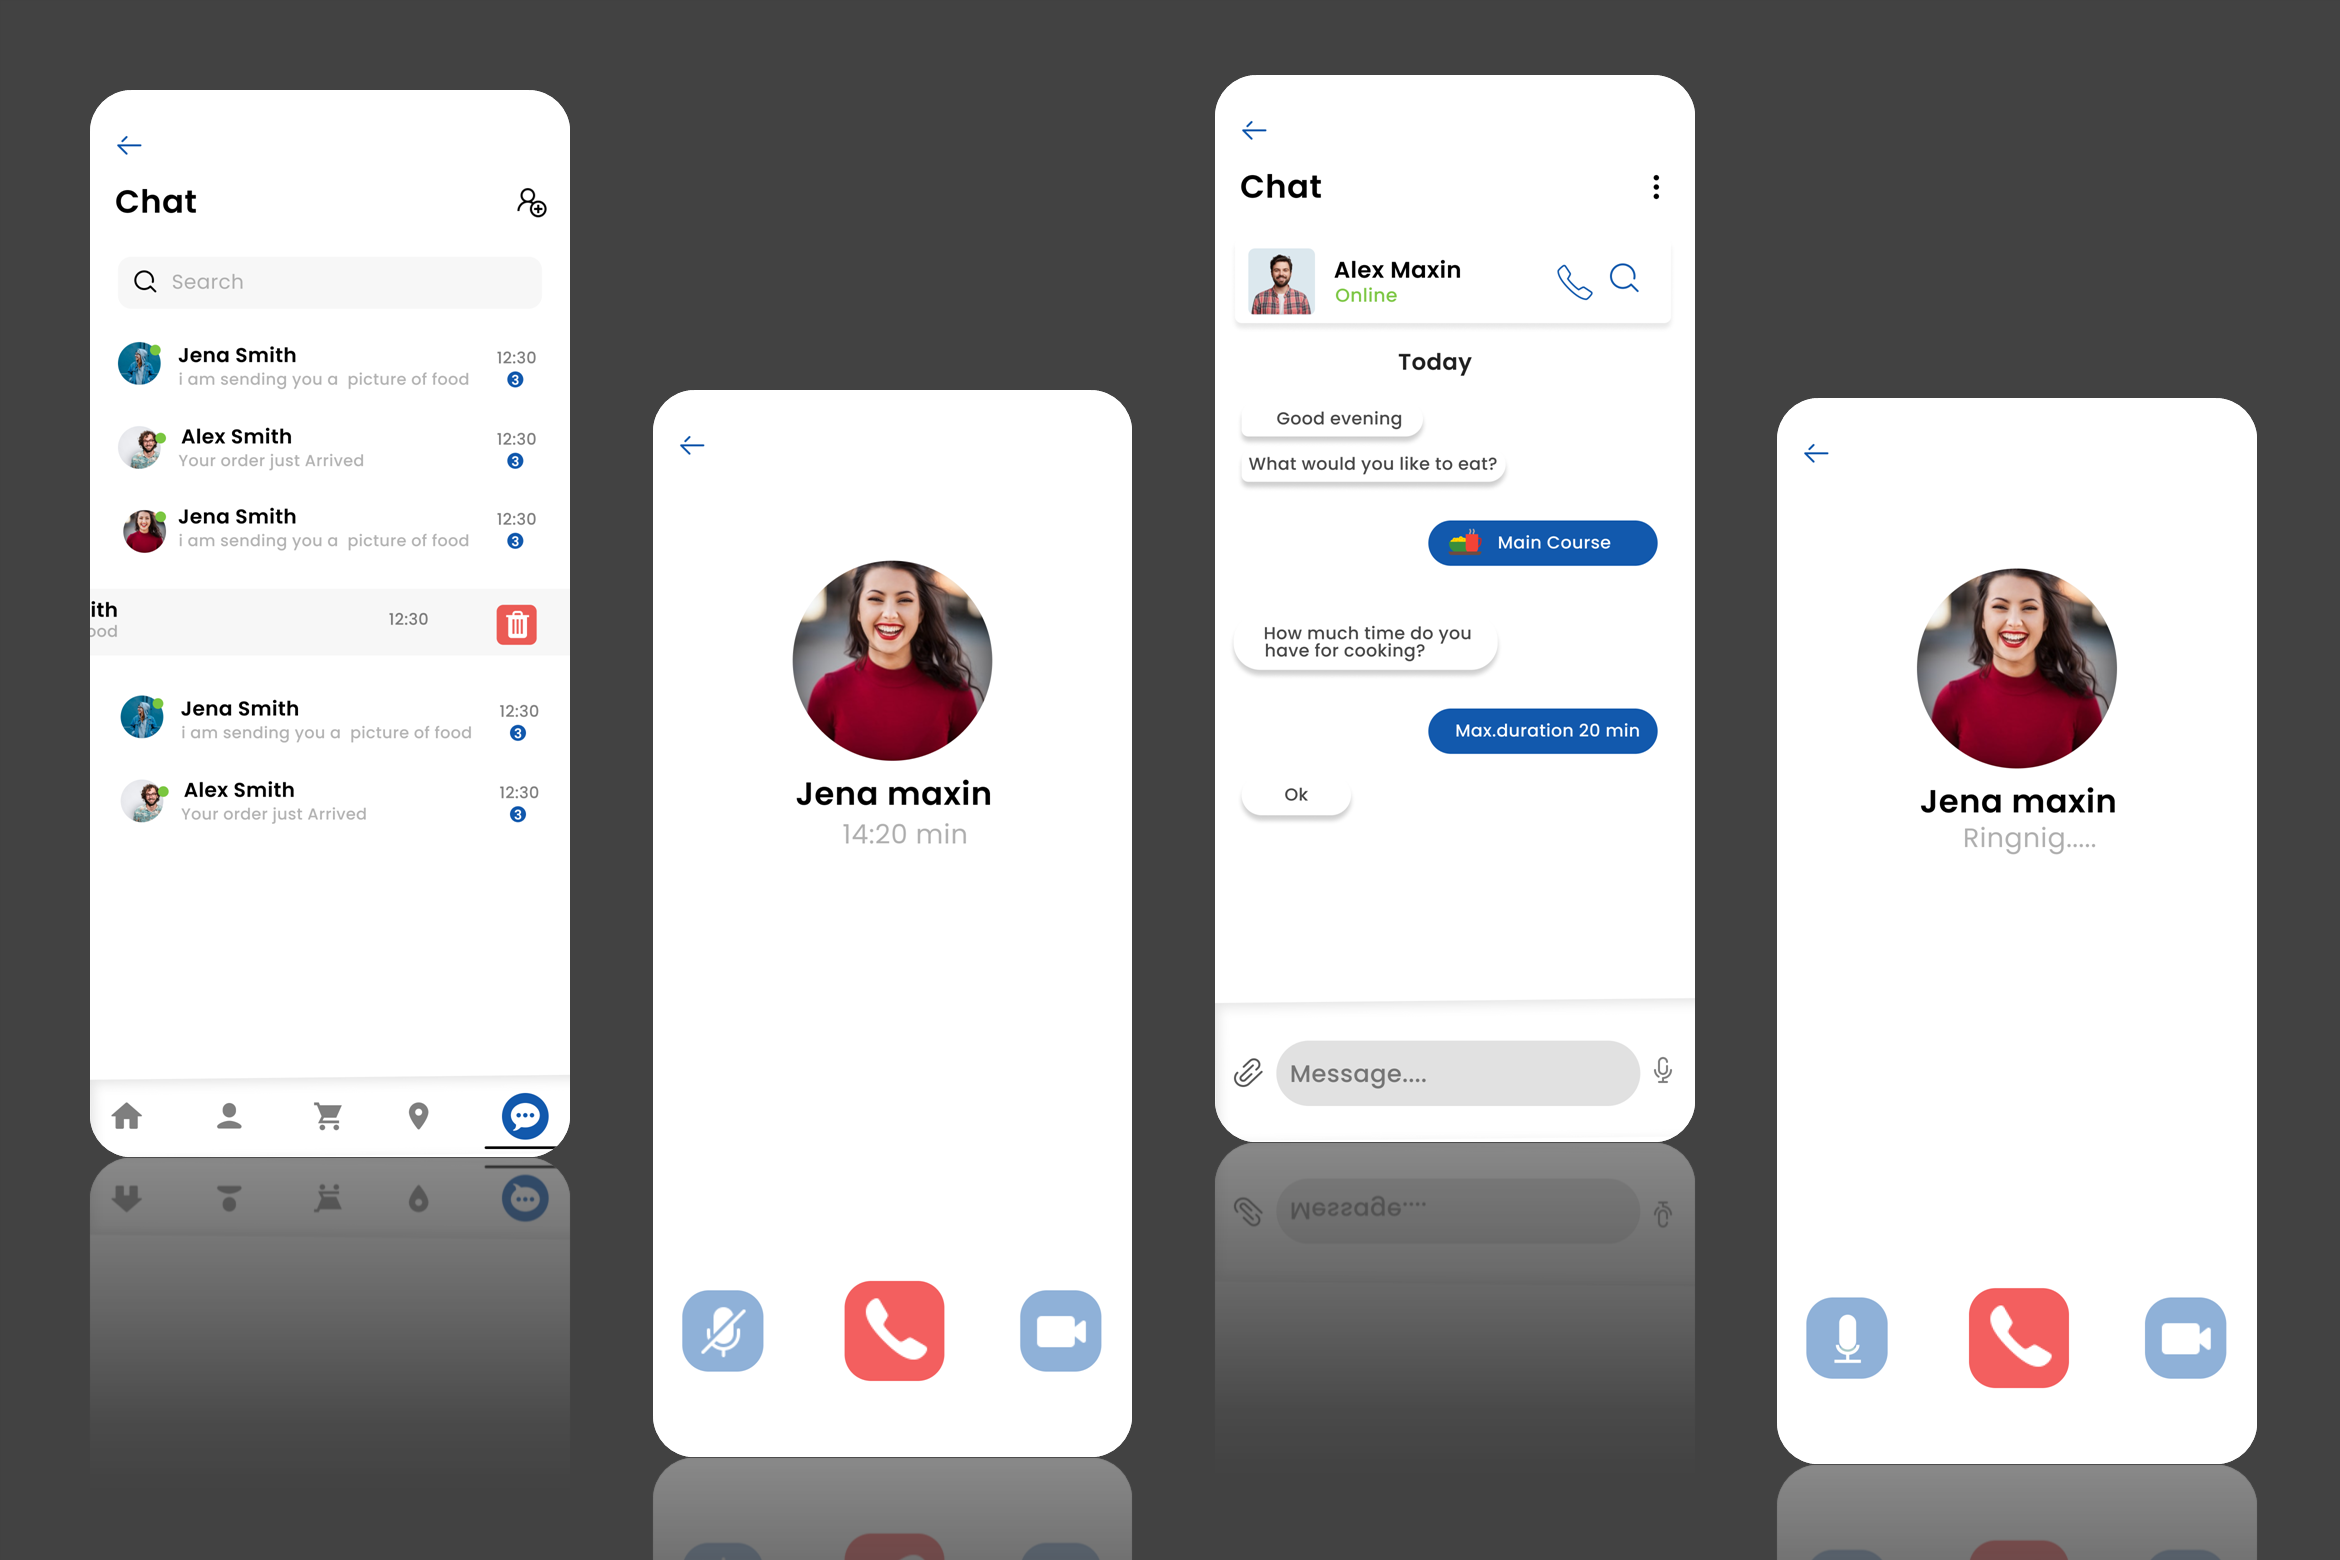 Chat
Search
Jena Smith
12:30
i am sending you a picture of food
3
Alex Smith
12:30
Your order just Arrived
3
Jena Smith
12:30
i am sending you a picture of food
3
ith
12:30
ood
Jena Smith
12:30
i am sending you a picture of food
3
Alex Smith
12:30
Your order just Arrived
3
Jena maxin
14:20 min
Chat
Alex Maxin
Online
Today
Good evening
What would you like to eat?
Main Course
How much time do you
have for cooking?
Max.duration 20 min
Ok
Message....
Message....
Jena maxin
Ringnig.....